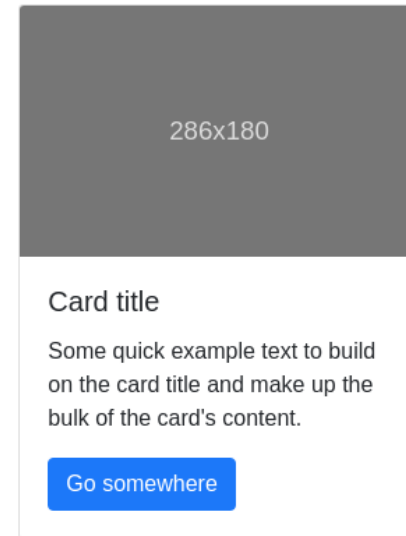 286x180
Card title
Some quick example text to build
on the card title and make up the
bulk of the card's content.
Go somewhere